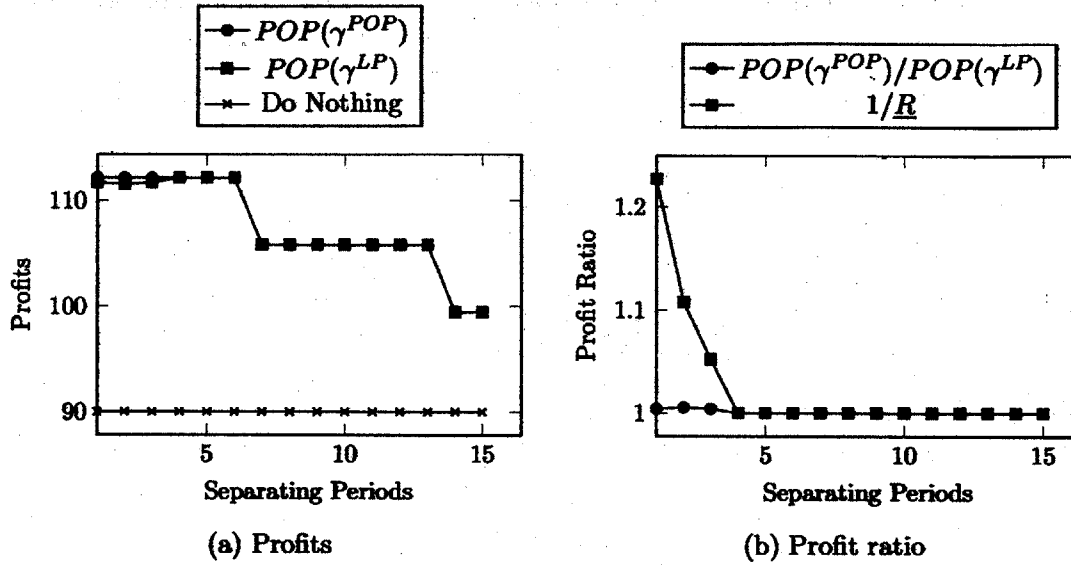 POP(γ^POP)
POP(γ^LP)
Do Nothing
110
100
90
Profits
5
10
15
Separating Periods
(a) Profits
POP(γ^POP)/POP(γ^LP)
1/R
1.2
1.1
1
Profit Ratio
5
10
15
Separating Periods
(b) Profit ratio